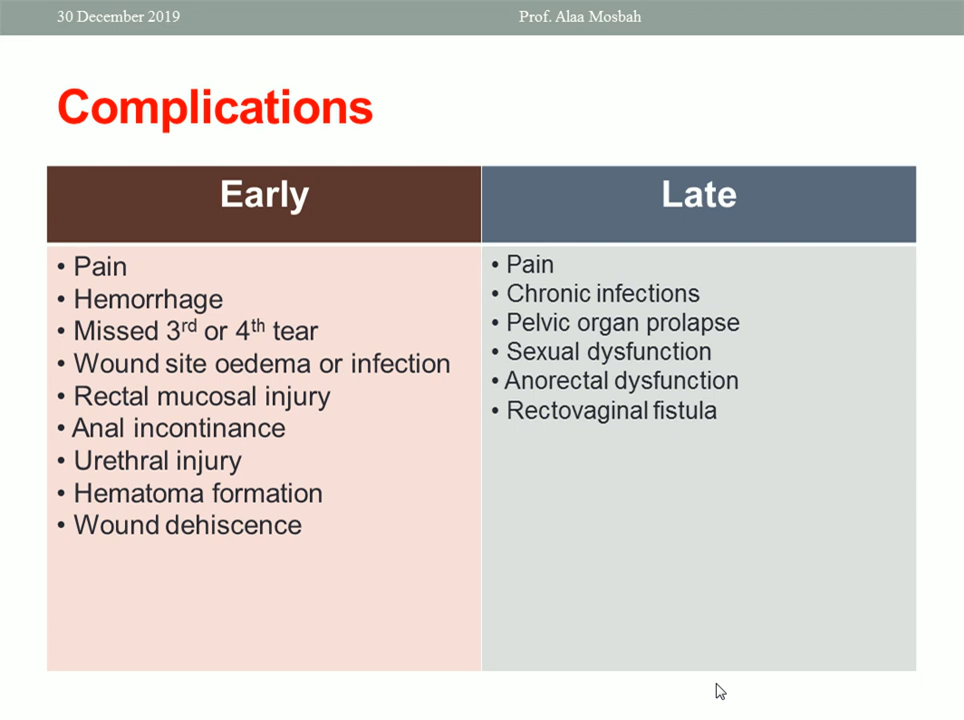 30 December 2019
Prof. Alaa Mosbah
Complications
Early
• Pain
• Hemorrhage
• Missed 3rd or 4th tear
• Wound site oedema or infection
• Rectal mucosal injury
• Anal incontinance
• Urethral injury
• Hematoma formation
• Wound dehiscence
Late
• Pain
• Chronic infections
• Pelvic organ prolapse
• Sexual dysfunction
• Anorectal dysfunction
• Rectovaginal fistula